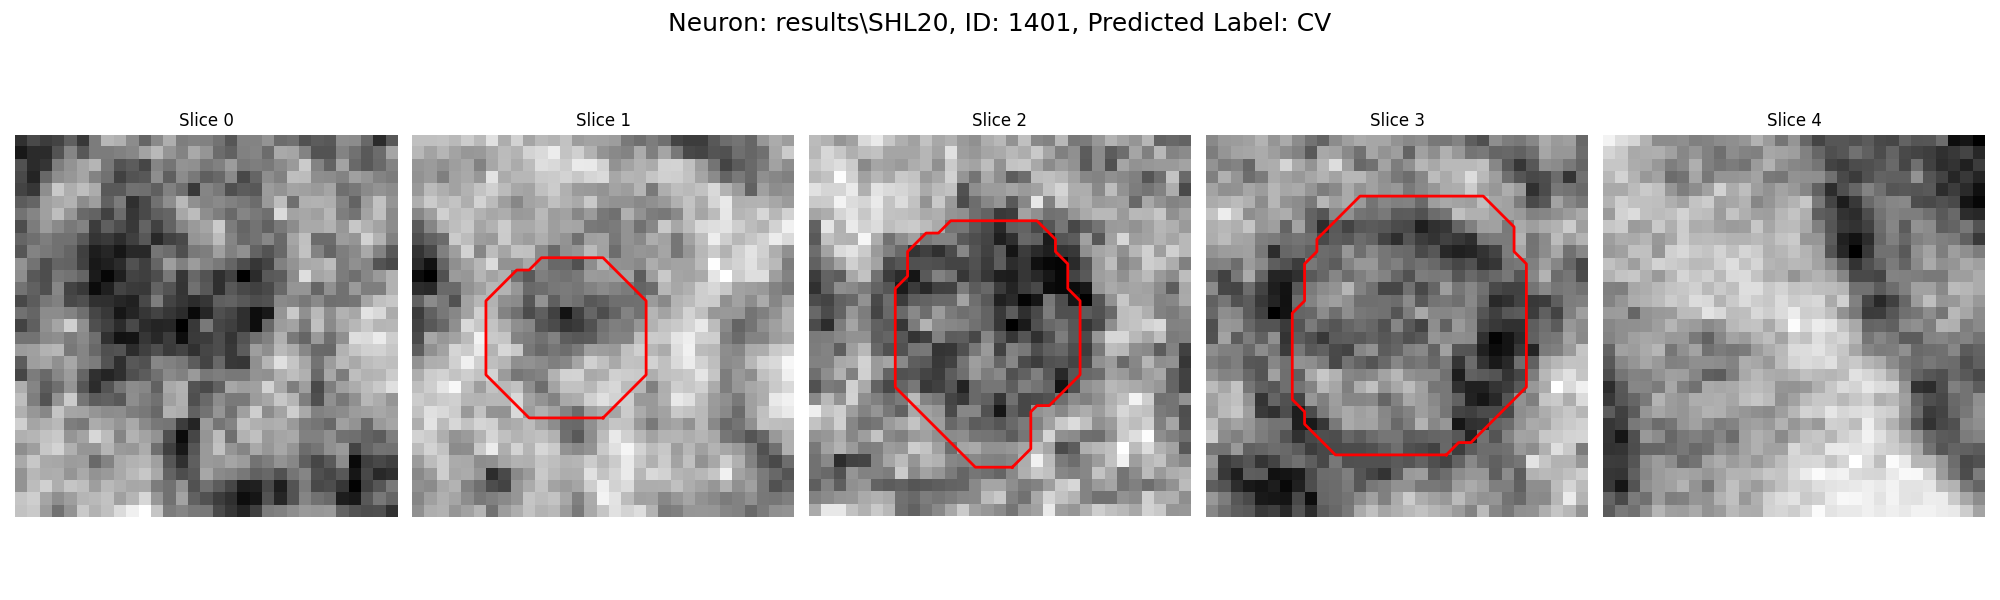 Neuron: results\SHL20, ID: 1401, Predicted Label: CV
Slice 0
Slice 1
Slice 2
Slice 3
Slice 4